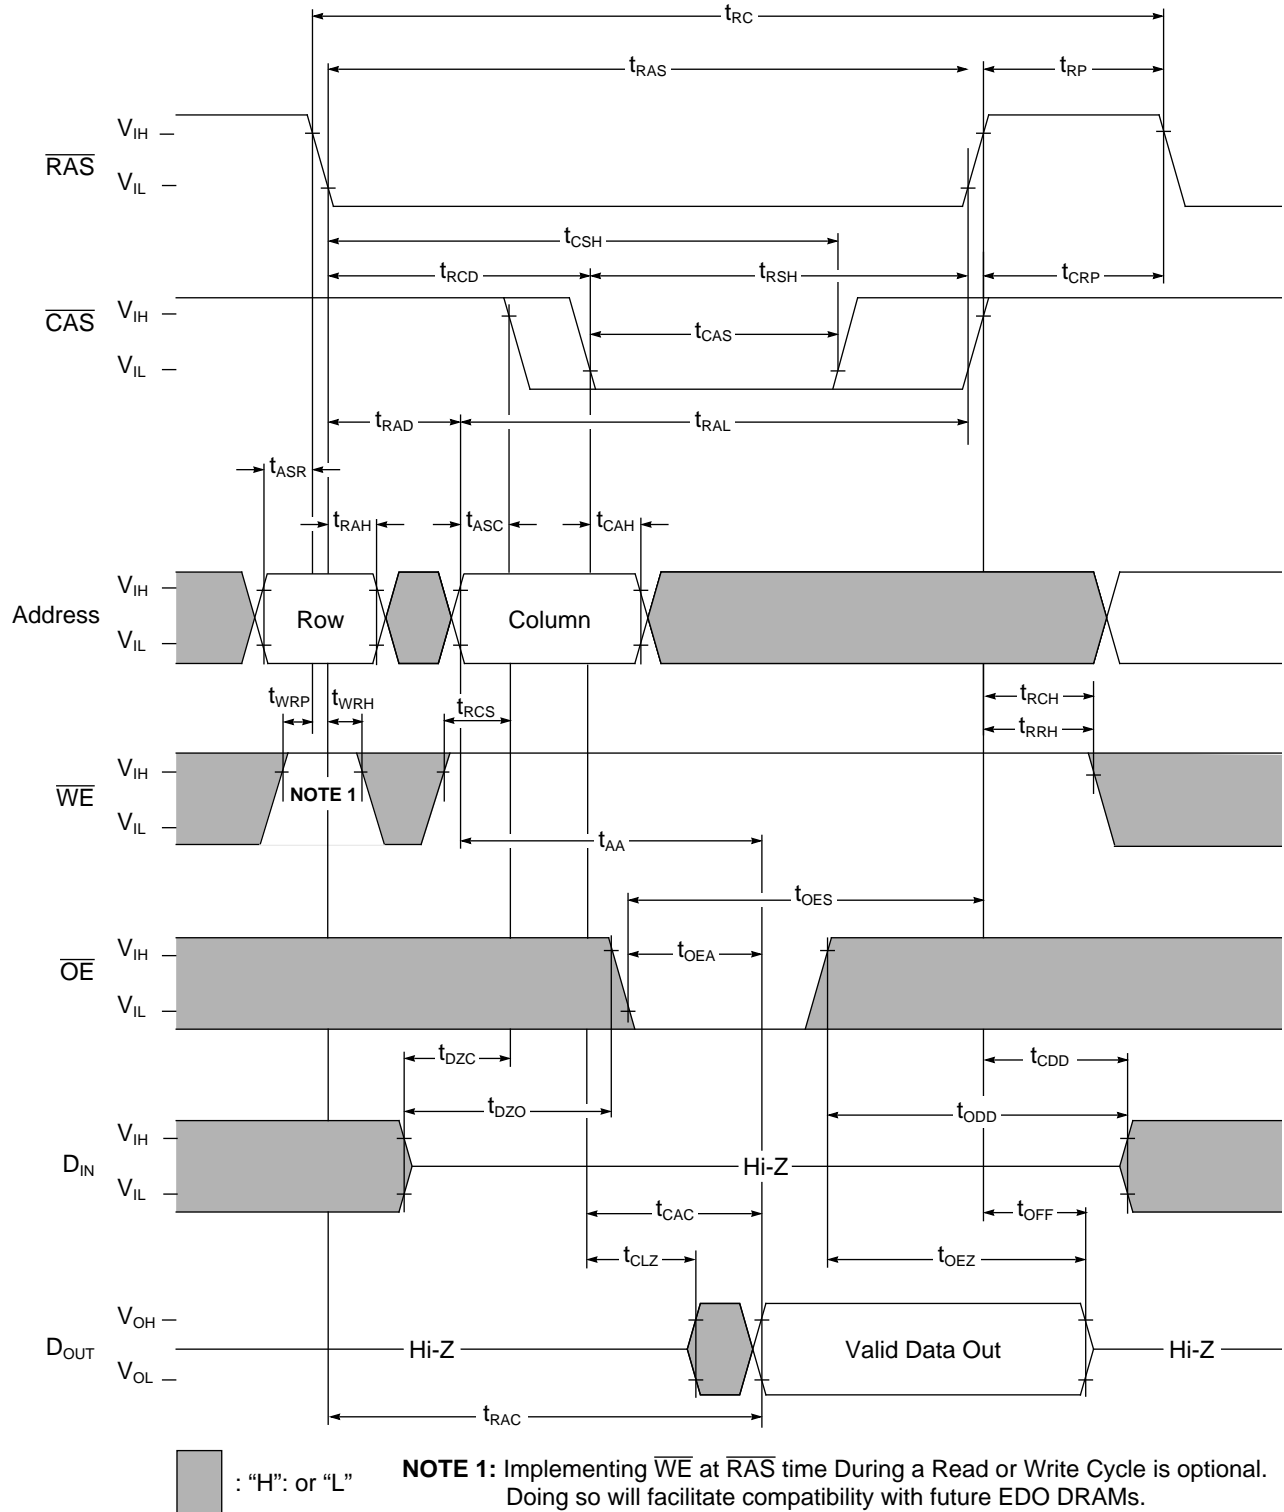 tRC
tRAS tRP
VIH
RAS
VIL
tCSH
tRCD tRSH tCRP
VIH
CAS
tCAS
VIL
tRAD tRAL
tASR
tRAH tASC tCAH
VIH
Address Row Column
VIL
tWRP tWRH tRCS tRCH
tRRH
VIH
WE NOTE 1
VIL
tAA
tOES
VIH
OE tOEA
VIL
tDZC tCDD
tDZO tODD
VIH
DIN Hi-Z
VIL
tCAC tOFF
tCLZ tOEZ
VOH
DOUT Hi-Z Valid Data Out Hi-Z
VOL
tRAC
: “H”: or “L”
NOTE 1: Implementing WE at RAS time During a Read or Write Cycle is optional.
Doing so will facilitate compatibility with future EDO DRAMs.